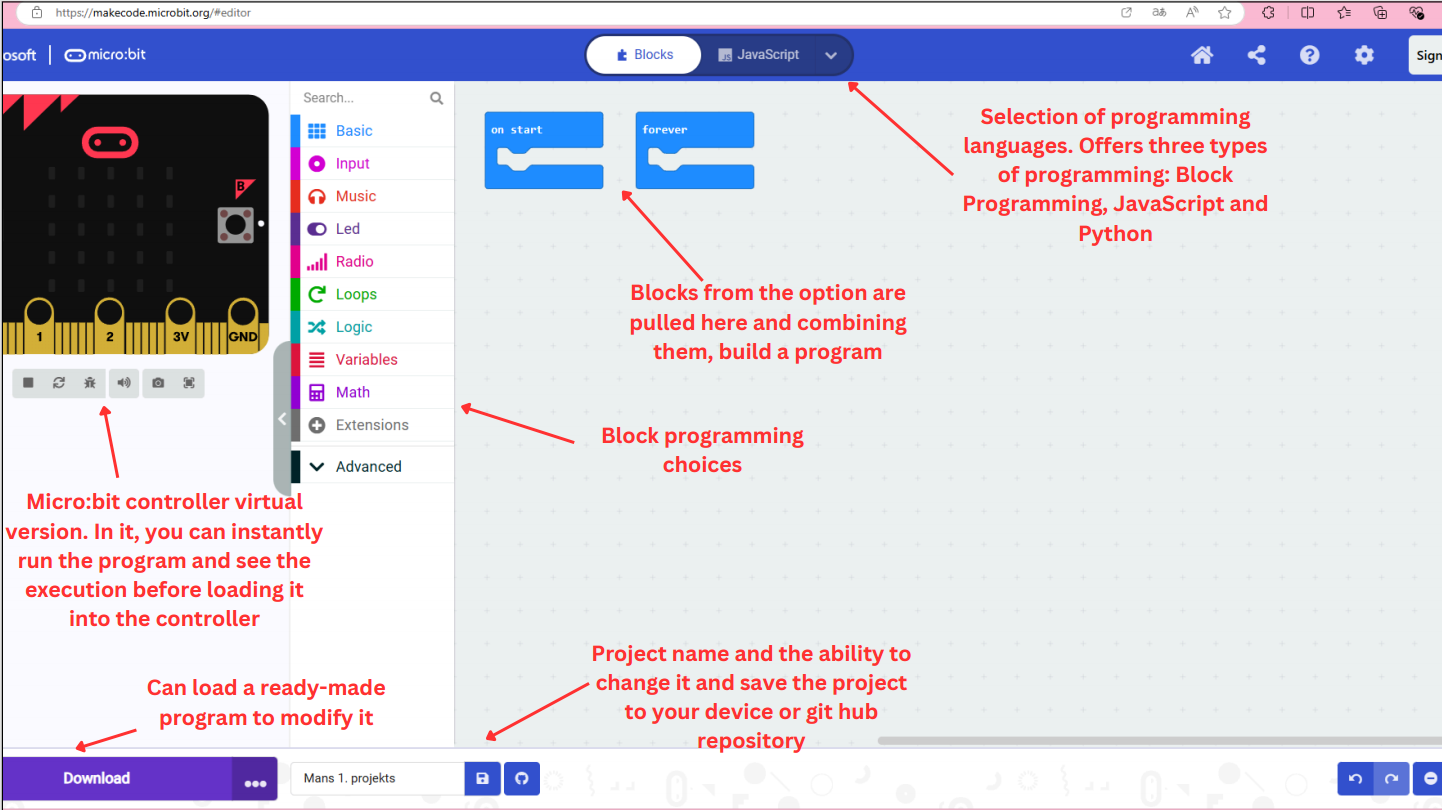 https://makecode.microbit.org/#editor
osoft
micro:bit
Blocks
JavaScript
Sign
B
1
2
3V
GND
Search...
Basic
Input
Music
Led
Radio
Loops
Logic
Variables
Math
Extensions
Advanced
on start
forever
Selection of programming
languages. Offers three types
of programming: Block
Programming, JavaScript and
Python
Blocks from the option are
pulled here and combining
them, build a program
Block programming
choices
Micro:bit controller virtual
version. In it, you can instantly
run the program and see the
execution before loading it
into the controller
Can load a ready-made
program to modify it
Project name and the ability to
change it and save the project
to your device or git hub
repository
Download
Mans 1. projekts